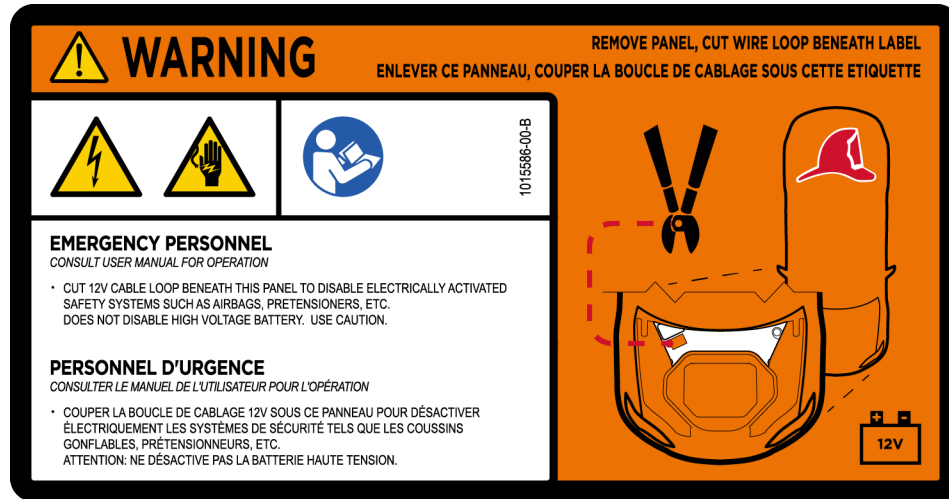 WARNING
REMOVE PANEL, CUT WIRE LOOP BENEATH LABEL
ENLEVER CE PANNEAU, COUPER LA BOUCLE DE CABLAGE SOUS CETTE ETIQUETTE
1015586-00-B
EMERGENCY PERSONNEL
CONSULT USER MANUAL FOR OPERATION
• CUT 12V CABLE LOOP BENEATH THIS PANEL TO DISABLE ELECTRICALLY ACTIVATED
SAFETY SYSTEMS SUCH AS AIRBAGS, PRETENSIONERS, ETC.
DOES NOT DISABLE HIGH VOLTAGE BATTERY. USE CAUTION.
PERSONNEL D'URGENCE
CONSULTER LE MANUEL DE L'UTILISATEUR POUR L'OPÉRATION
• COUPER LA BOUCLE DE CABLAGE 12V SOUS CE PANNEAU POUR DÉSACTIVER
ÉLECTRIQUEMENT LES SYSTÈMES DE SÉCURITÉ TELS QUE LES COUSSINS
GONFLABLES, PRÉTENSIONNEURS, ETC.
ATTENTION: NE DÉSACTIVE PAS LA BATTERIE HAUTE TENSION.
+ -
12V